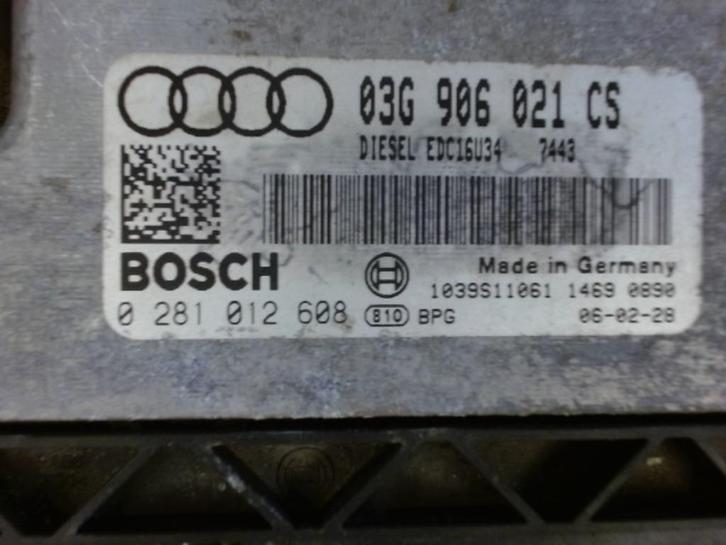 03G 906 021 CS
DIESEL EDC16U34 7443
BOSCH
Made in Germany
1039S11061 1469 0890
0 281 012 608 810 BPG 06-02-28